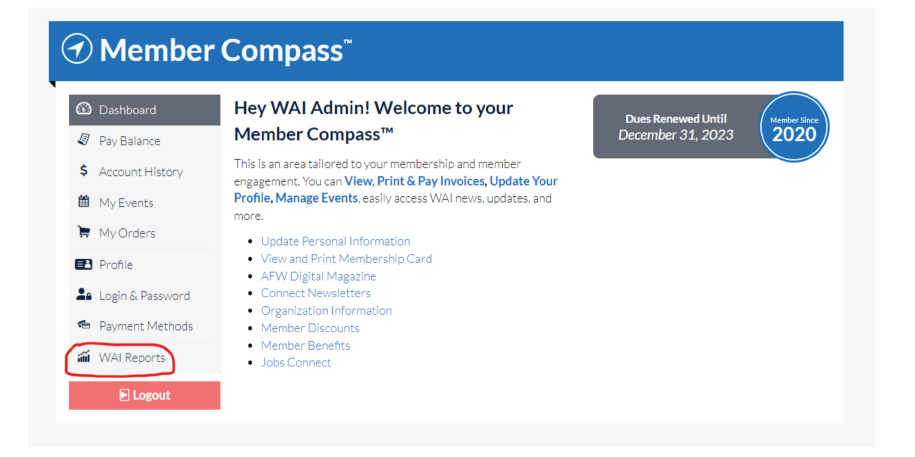 Member Compass™
Dashboard
Pay Balance
$ Account History
My Events
My Orders
Profile
Login & Password
Payment Methods
WAI Reports
Logout
Hey WAI Admin! Welcome to your
Member Compass™
This is an area tailored to your membership and member
engagement. You can View, Print & Pay Invoices, Update Your
Profile, Manage Events, easily access WAI news, updates, and
more.
• Update Personal Information
• View and Print Membership Card
• AFW Digital Magazine
• Connect Newsletters
• Organization Information
• Member Discounts
• Member Benefits
• Jobs Connect
Dues Renewed Until
December 31, 2023
Member Since
2020